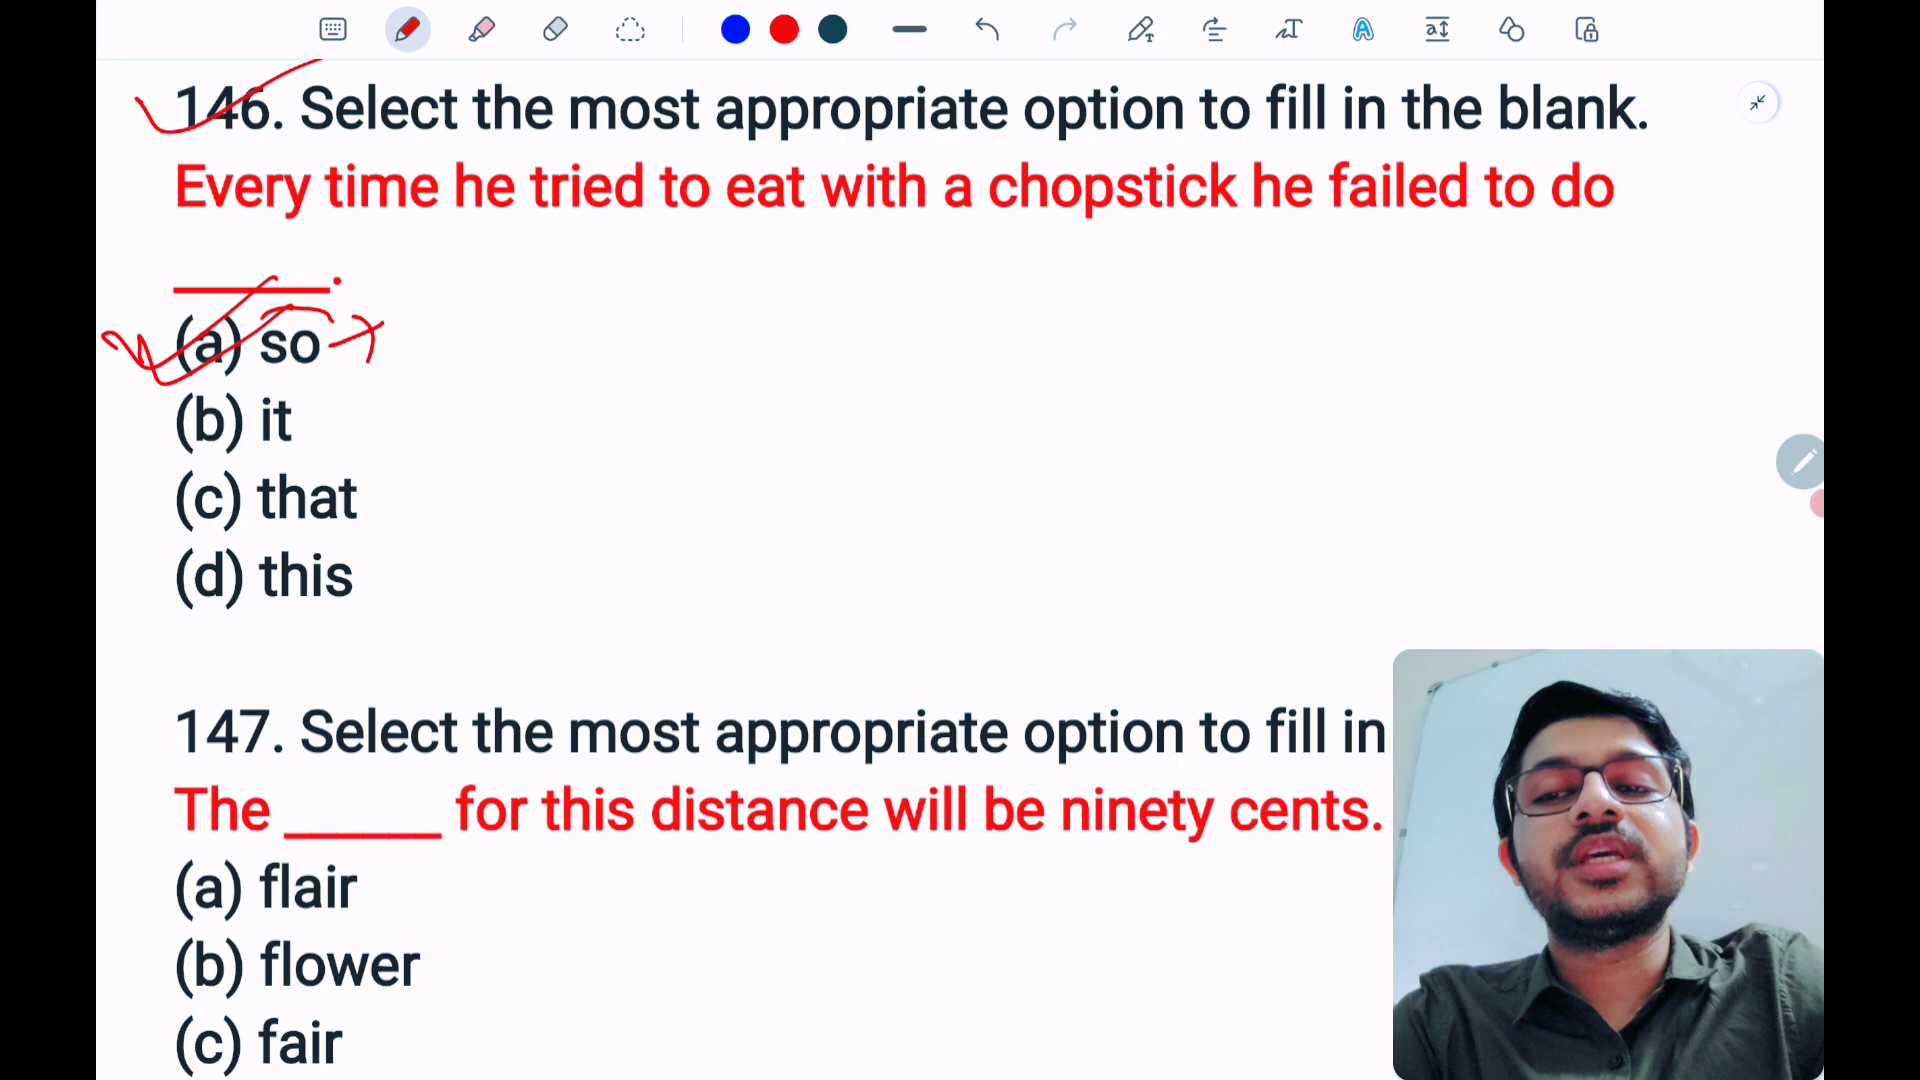 146. Select the most appropriate option to fill in the blank.
Every time he tried to eat with a chopstick he failed to do
______.
(a) so
(b) it
(c) that
(d) this
147. Select the most appropriate option to fill in
The ______ for this distance will be ninety cents.
(a) flair
(b) flower
(c) fair